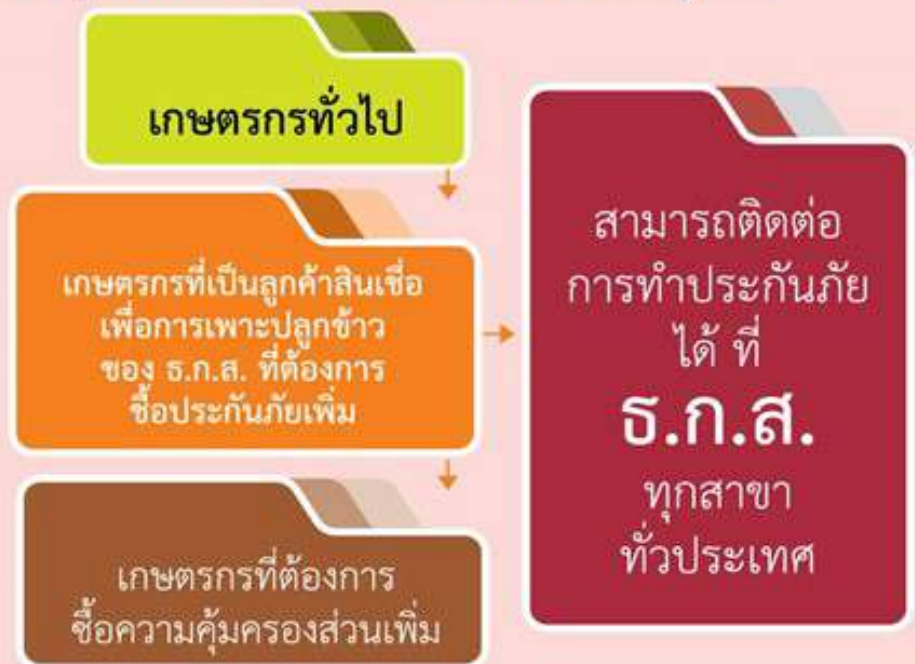 เกษตรกรทั่วไป
เกษตรกรที่เป็นลูกค้าสินเชื่อ
เพื่อการเพาะปลูกข้าว
ของ ธ.ก.ส. ที่ต้องการ
ซื้อประกันภัยเพิ่ม
เกษตรกรที่ต้องการ
ซื้อความคุ้มครองส่วนเพิ่ม
สามารถติดต่อ
การทำประกันภัย
ได้ ที่
ธ.ก.ส.
ทุกสาขา
ทั่วประเทศ